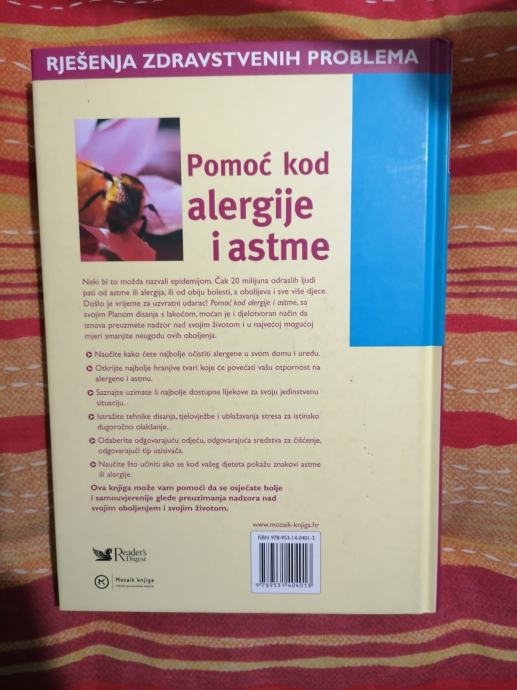 RJEŠENJA ZDRAVSTVENIH PROBLEMA
Pomoć kod
alergije
i astme
Neki bi to možda nazvali epidemijom. Čak 20 milijuna odraslih ljudi
pati od astme ili alergija, ili od obiju bolesti, a obolijeva i sve više djece.
Došlo je vrijeme za uzvratni udarac! Pomoć kod alergije i astme, sa
svojim Planom disanja s lakoćom, moćan je i djelotvoran način da
iznova preuzmete nadzor nad svojim životom i u najvećoj mogućoj
mjeri smanjite neugodu ovih oboljenja.
Naučite kako ćete najbolje očistiti alergene u svom domu i uredu.
Otkrijte najbolje hranjive tvari koje će povećati vašu otpornost na
alergene i astmu.
Saznajte uzimate li najbolje dostupne lijekove za svoju jedinstvenu
situaciju.
Istražite tehnike disanja, tjelovježbe i ublažavanja stresa za istinsko
dugoročno olakšanje.
Odaberite odgovarajuću odjeću, odgovarajuća sredstva za čišćenje,
odgovarajući tip usisivača.
Naučite što učiniti ako se kod vašeg djeteta pokažu znakovi astme
ili alergije.
Ova knjiga može vam pomoći da se osjećate bolje
i samouvjerenije glede preuzimanja nadzora nad
svojim oboljenjem i svojim životom.
www.mozaik-knjiga.hr
ISBN 978-953-14-0401-3
9789531404013
Reader's
Digest
Mozaik knjiga